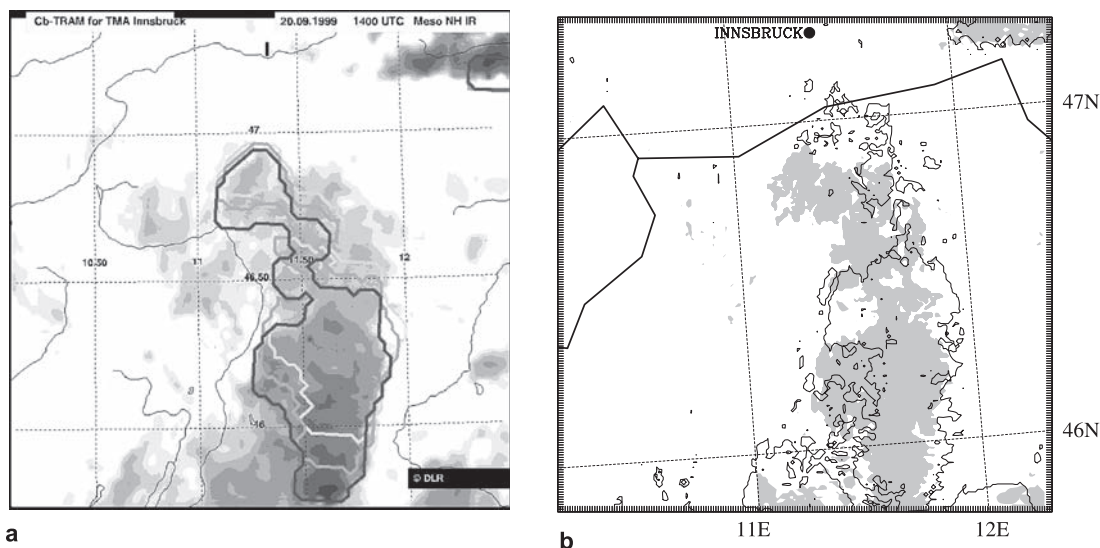 Cb-TRAM for TMA Innsbruck 20.09.1999 1400 UTC Meso NH IR
I
47
10.50 11 11.50 12
46.50
46
© DLR
a
INNSBRUCK
47N
46N
11E 12E
b